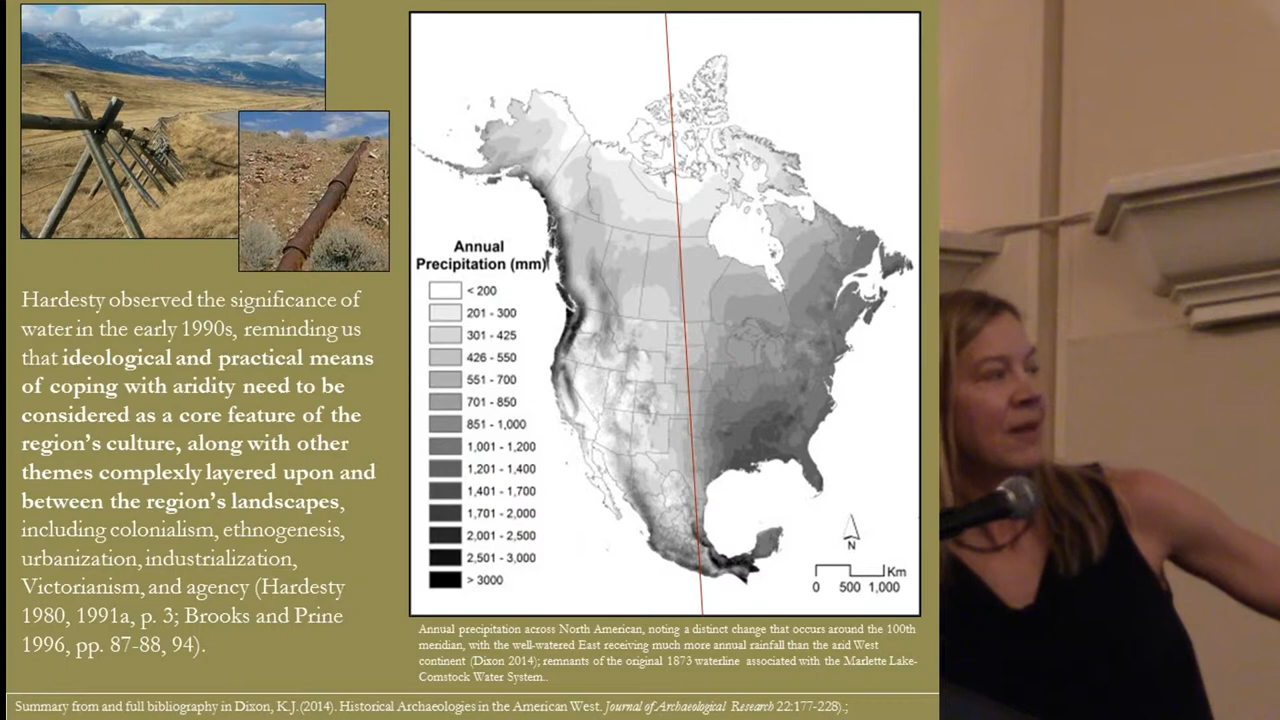 Hardesty observed the significance of
water in the early 1990s, reminding us
that ideological and practical means
of coping with aridity need to be
considered as a core feature of the
region's culture, along with other
themes complexly layered upon and
between the region's landscapes,
including colonialism, ethnogenesis,
urbanization, industrialization,
Victorianism, and agency (Hardesty
1980, 1991a, p. 3; Brooks and Prine
1996, pp. 87-88, 94).
Annual
Precipitation (mm)
< 200
201 - 300
301 - 425
426 - 550
551 - 700
701 - 850
851 - 1,000
1,001 - 1,200
1,201 - 1,400
1,401 - 1,700
1,701 - 2,000
2,001 - 2,500
2,501 - 3,000
> 3000
N
Km
0 500 1,000
Annual precipitation across North American, noting a distinct change that occurs around the 100th
meridian, with the well-watered East receiving much more annual rainfall than the arid West
continent (Dixon 2014); remnants of the original 1873 waterline associated with the Marlette Lake-
Comstock Water System..
Summary from and full bibliography in Dixon, K.J.(2014). Historical Archaeologies in the American West. Journal of Archaeological Research 22:177-228).;